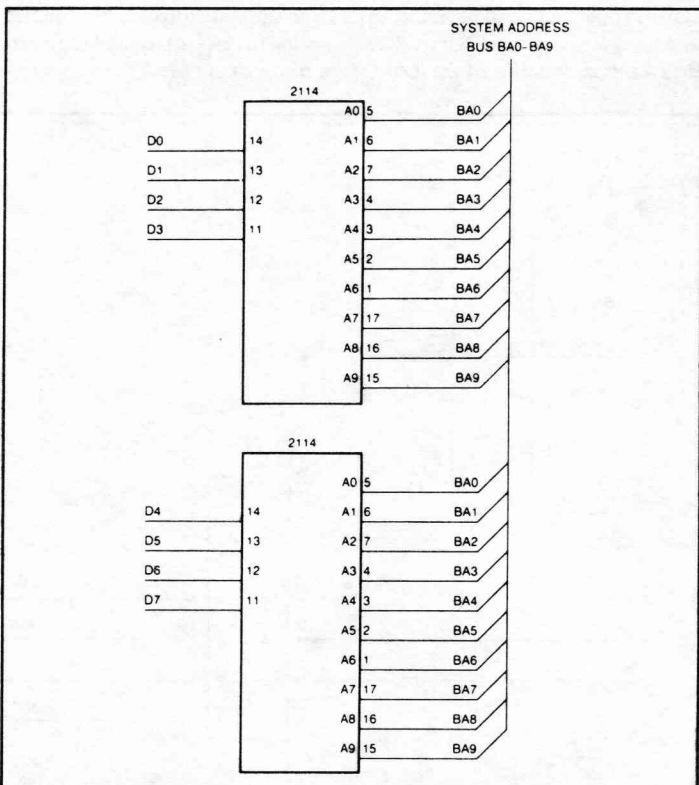 SYSTEM ADDRESS
BUS BA0-BA9
2114
A0 5 BA0
D0 14 A1 6 BA1
D1 13 A2 7 BA2
D2 12 A3 4 BA3
D3 11 A4 3 BA4
A5 2 BA5
A6 1 BA6
A7 17 BA7
A8 16 BA8
A9 15 BA9
2114
A0 5 BA0
D4 14 A1 6 BA1
D5 13 A2 7 BA2
D6 12 A3 4 BA3
D7 11 A4 3 BA4
A5 2 BA5
A6 1 BA6
A7 17 BA7
A8 16 BA8
A9 15 BA9